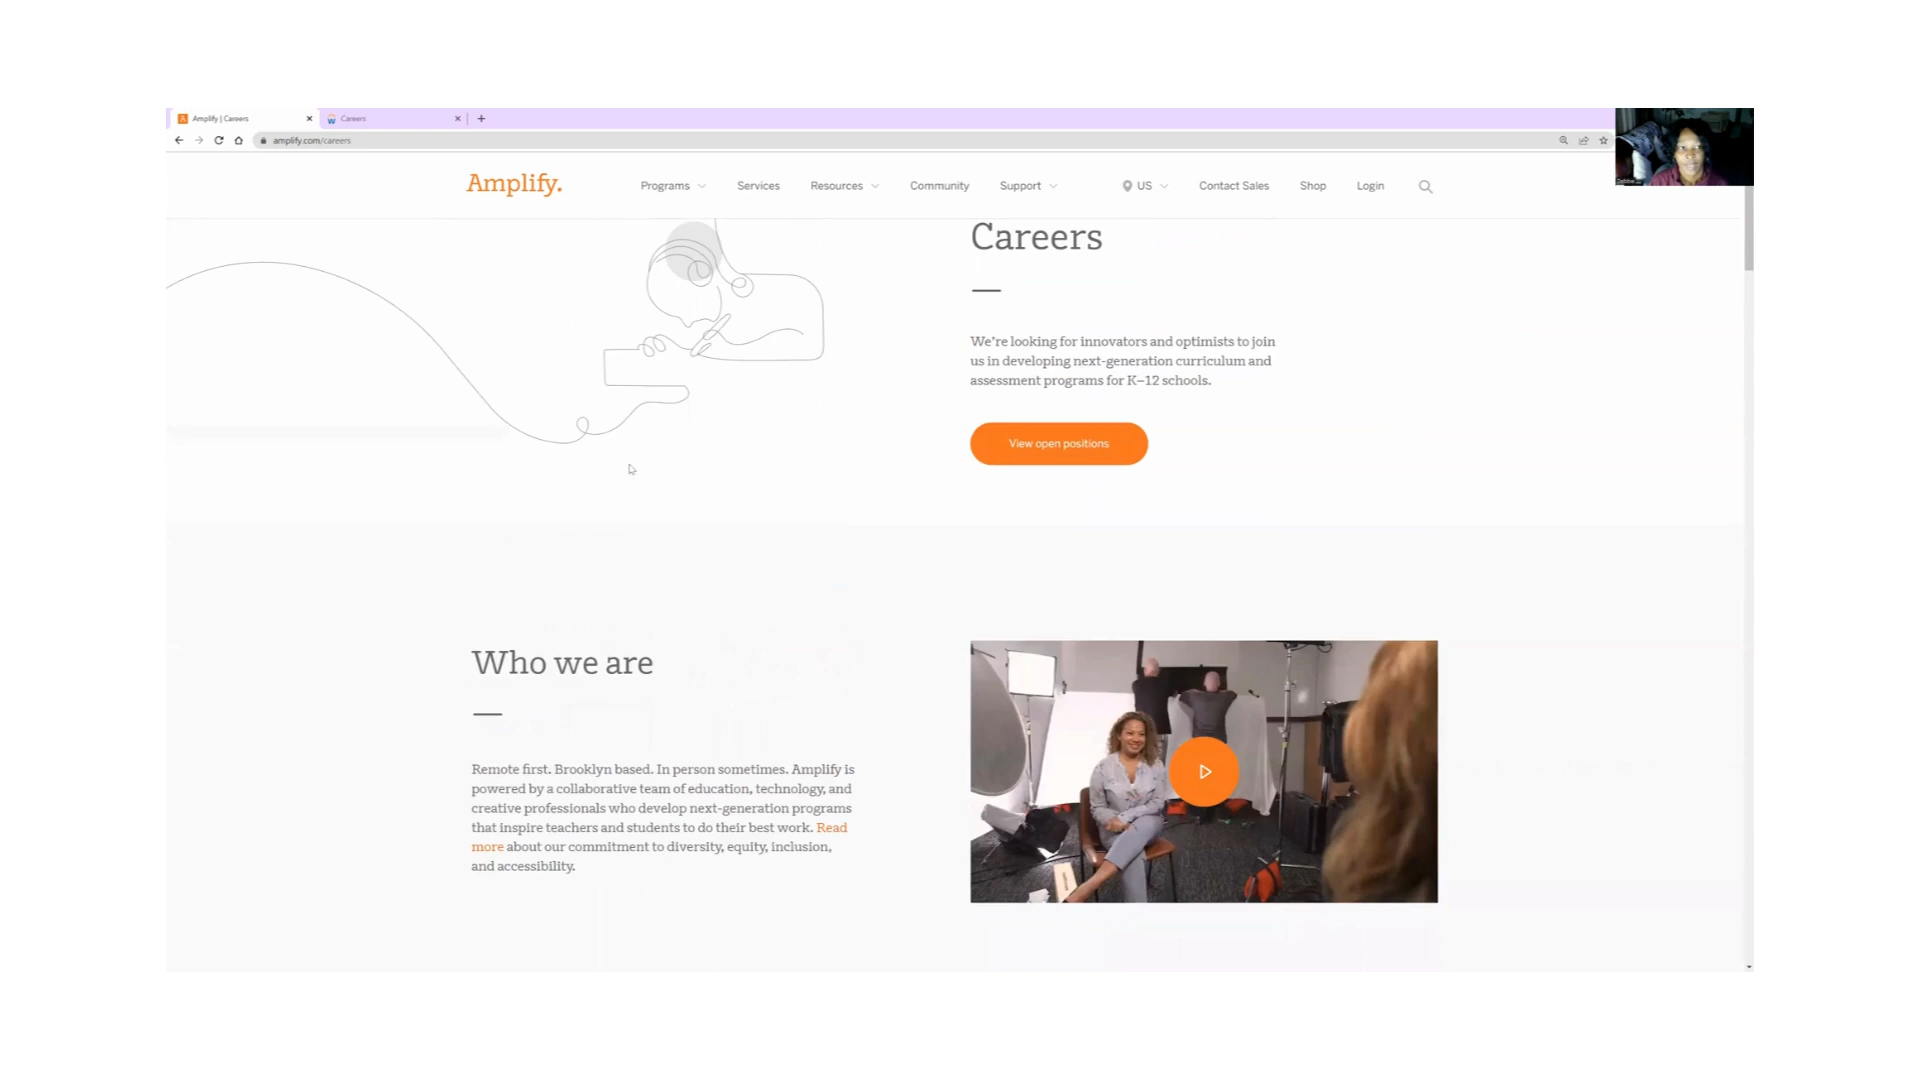 Amplify | Careers
Careers
amplify.com/careers
Amplify.
Programs
Services
Resources
Community
Support
US
Contact Sales
Shop
Login
Careers
We're looking for innovators and optimists to join
us in developing next-generation curriculum and
assessment programs for K–12 schools.
View open positions
Who we are
Remote first. Brooklyn based. In person sometimes. Amplify is
powered by a collaborative team of education, technology, and
creative professionals who develop next-generation programs
that inspire teachers and students to do their best work. Read
more about our commitment to diversity, equity, inclusion,
and accessibility.